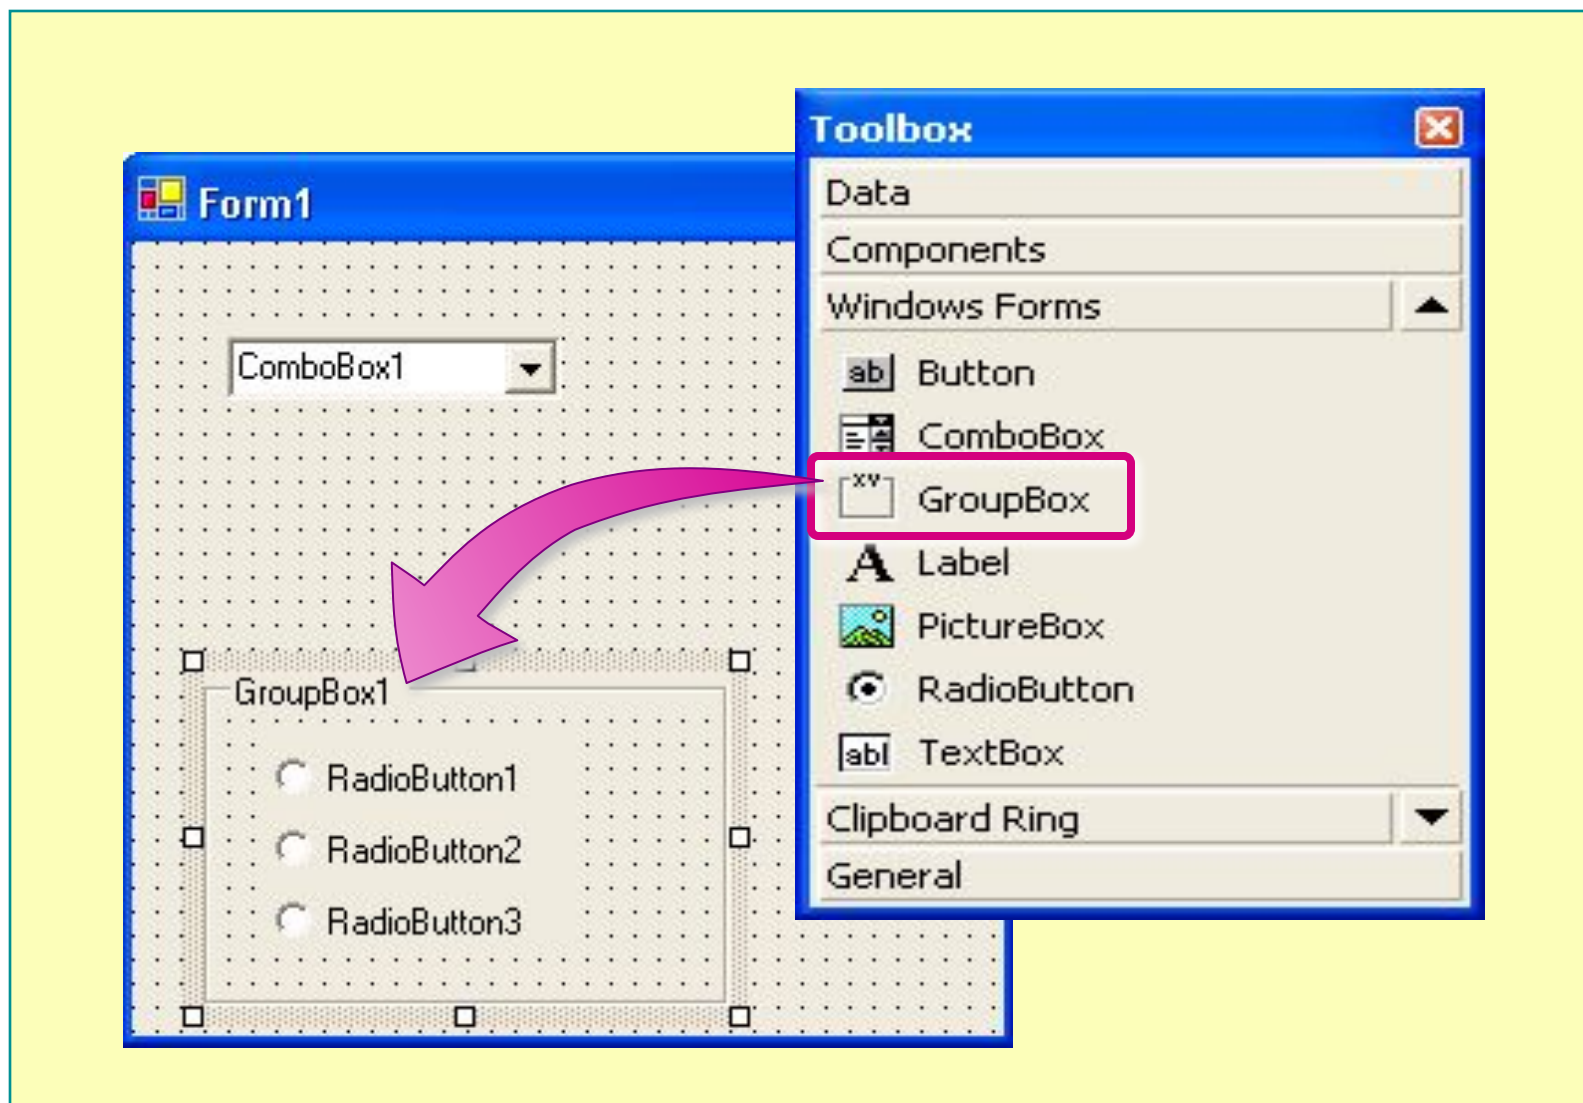 Form1
ComboBox1
GroupBox1
RadioButton1
RadioButton2
RadioButton3
Toolbox
Data
Components
Windows Forms
ab Button
ComboBox
xy GroupBox
A Label
PictureBox
RadioButton
abl TextBox
Clipboard Ring
General